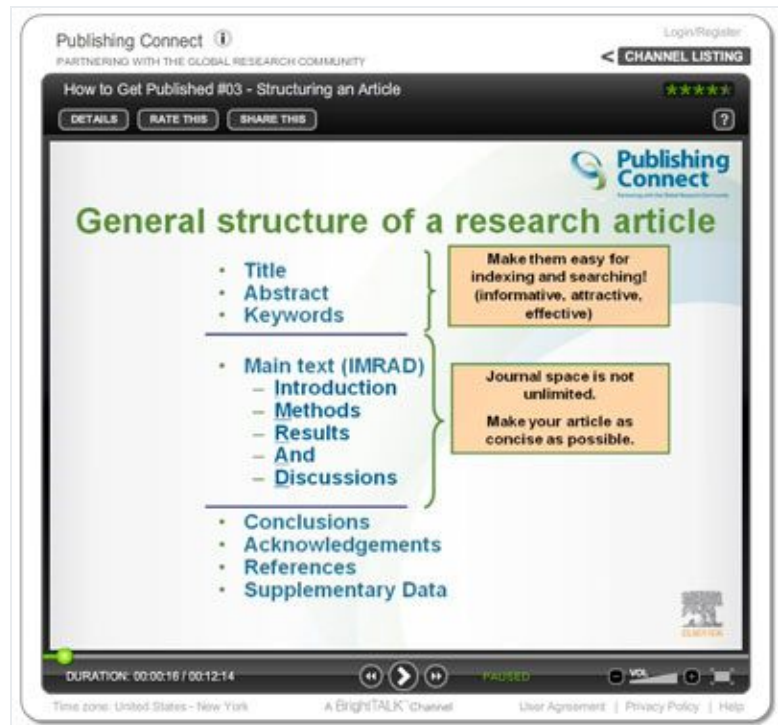 Login/Register
Publishing Connect i
PARTNERING WITH THE GLOBAL RESEARCH COMMUNITY
< CHANNEL LISTING
How to Get Published #03 - Structuring an Article
DETAILS RATE THIS SHARE THIS ?
Publishing
Connect
General structure of a research article
• Title
• Abstract
• Keywords
Make them easy for
indexing and searching!
(informative, attractive,
effective)
• Main text (IMRAD)
– Introduction
– Methods
– Results
– And
– Discussions
Journal space is not
unlimited.
Make your article as
concise as possible.
• Conclusions
• Acknowledgements
• References
• Supplementary Data
ELSEVIER
DURATION: 00:00:16 / 00:12:14 PAUSED VOL
Time zone: United States - New York A BrightTALK™ Channel User Agreement | Privacy Policy | Help